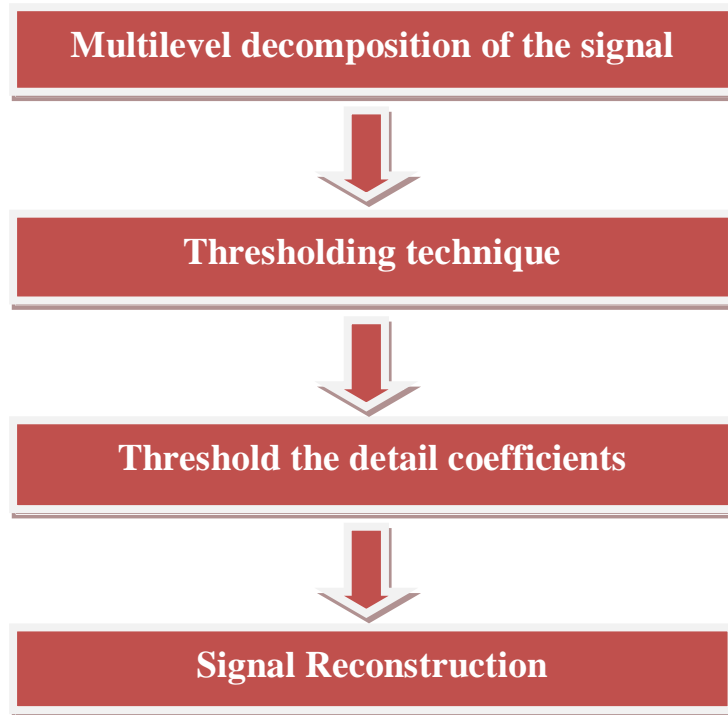 Multilevel decomposition of the signal
Thresholding technique
Threshold the detail coefficients
Signal Reconstruction